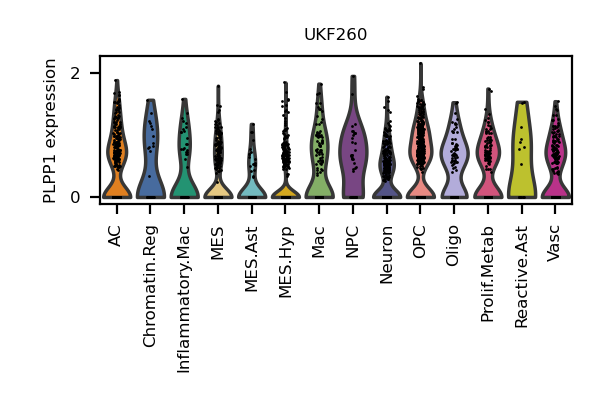 UKF260
PLPP1 expression
2
0
AC
Chromatin.Reg
Inflammatory.Mac
MES
MES.Ast
MES.Hyp
Mac
NPC
Neuron
OPC
Oligo
Prolif.Metab
Reactive.Ast
Vasc